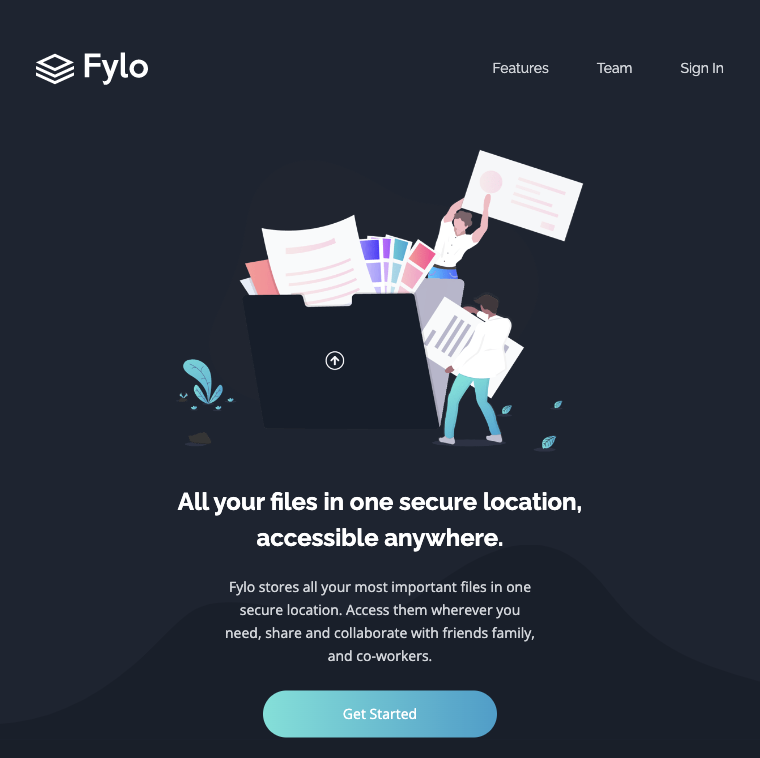 Fylo
Features
Team
Sign In
All your files in one secure location,
accessible anywhere.
Fylo stores all your most important files in one
secure location. Access them wherever you
need, share and collaborate with friends family,
and co-workers.
Get Started